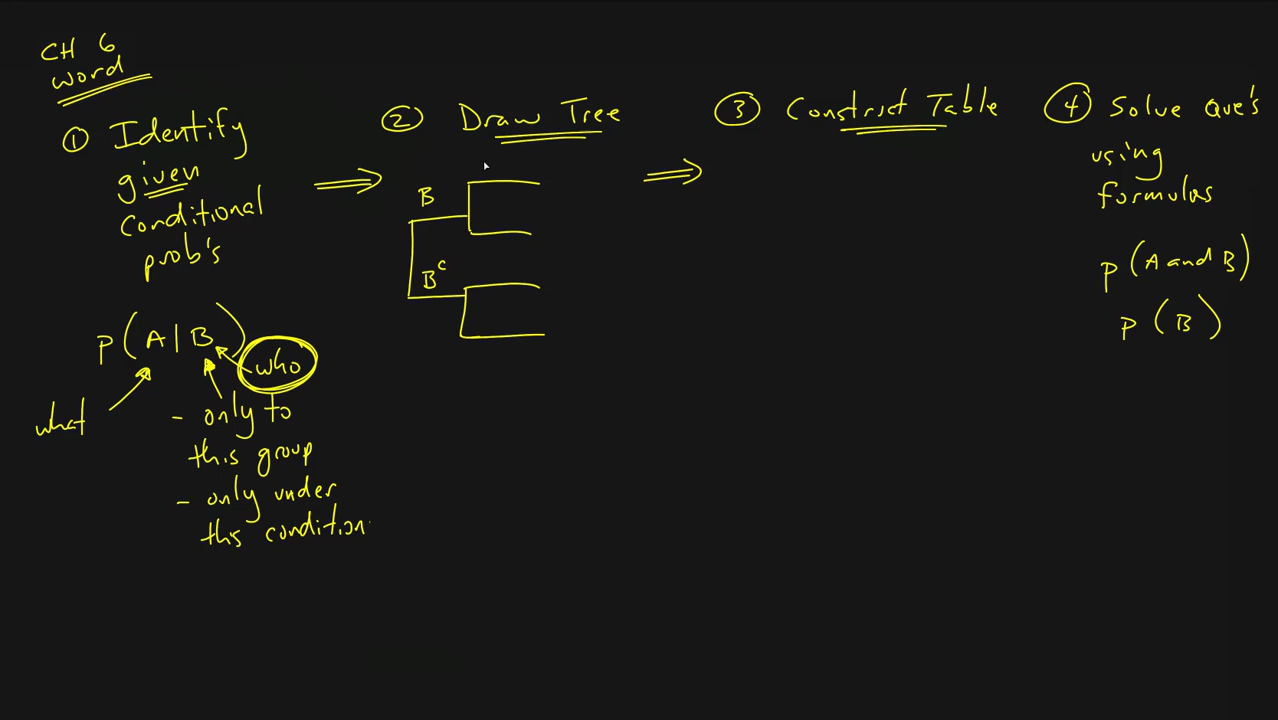 CH 6
word
① Identify
given
conditional
prob's
P(A|B)
who
what
- only to
this group
- only under
this condition
② Draw Tree
B
Bᶜ
③ Construct Table
④ Solve Que's
using
formulas
P(A and B)
P(B)